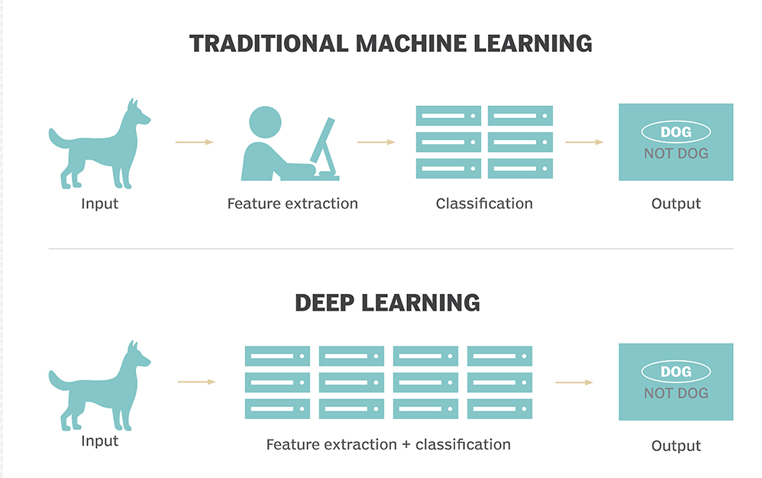 TRADITIONAL MACHINE LEARNING
DOG
NOT DOG
Input
Feature extraction
Classification
Output
DEEP LEARNING
DOG
NOT DOG
Input
Feature extraction + classification
Output